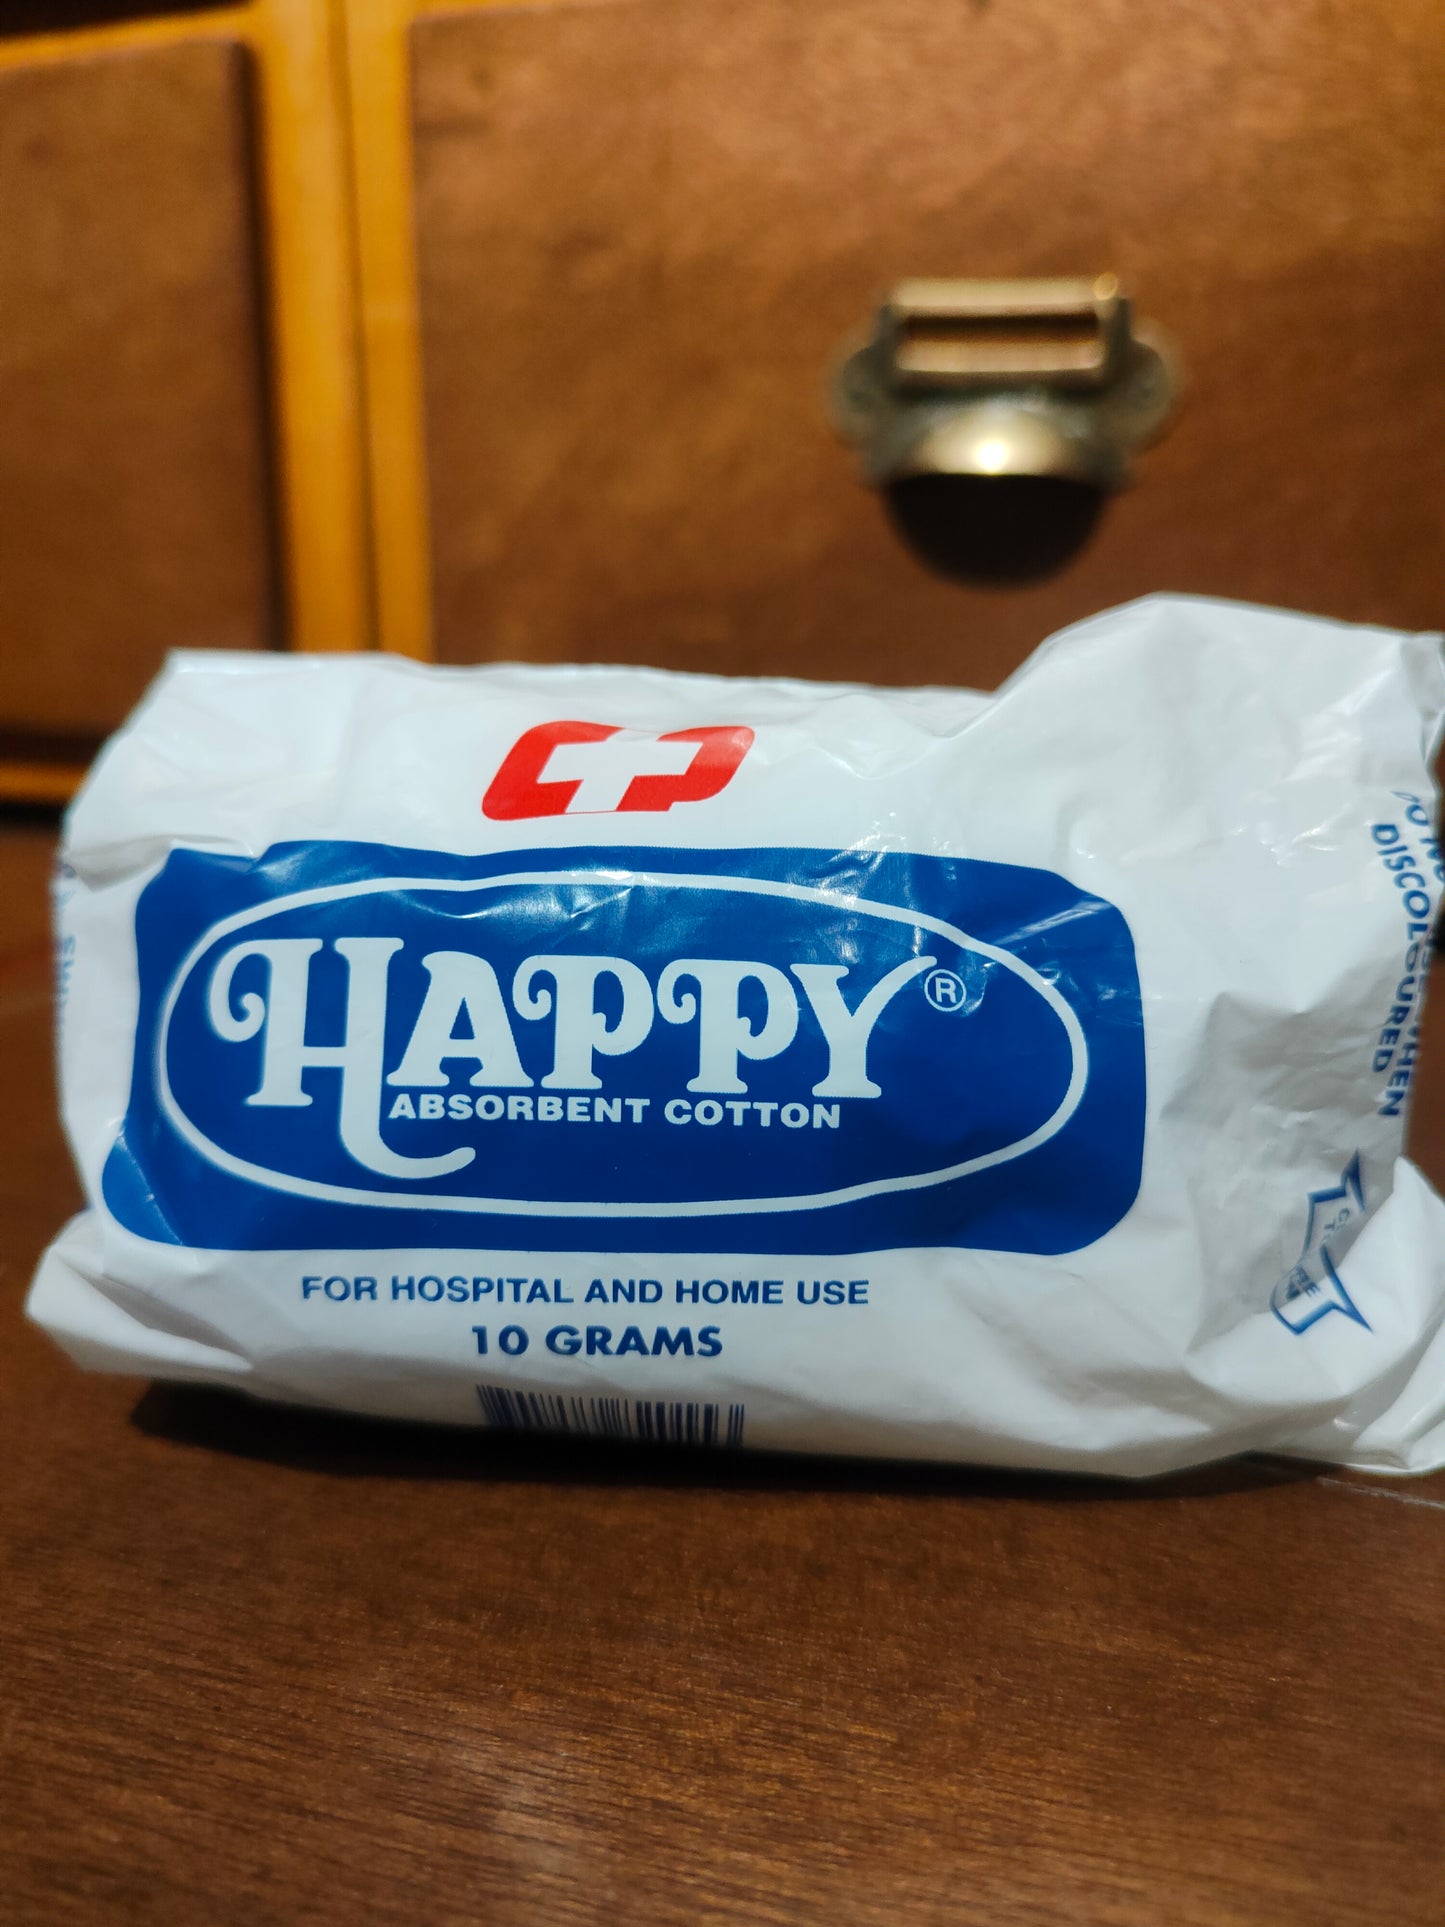 HAPPY®
ABSORBENT COTTON
FOR HOSPITAL AND HOME USE
10 GRAMS
DISCOLOURED